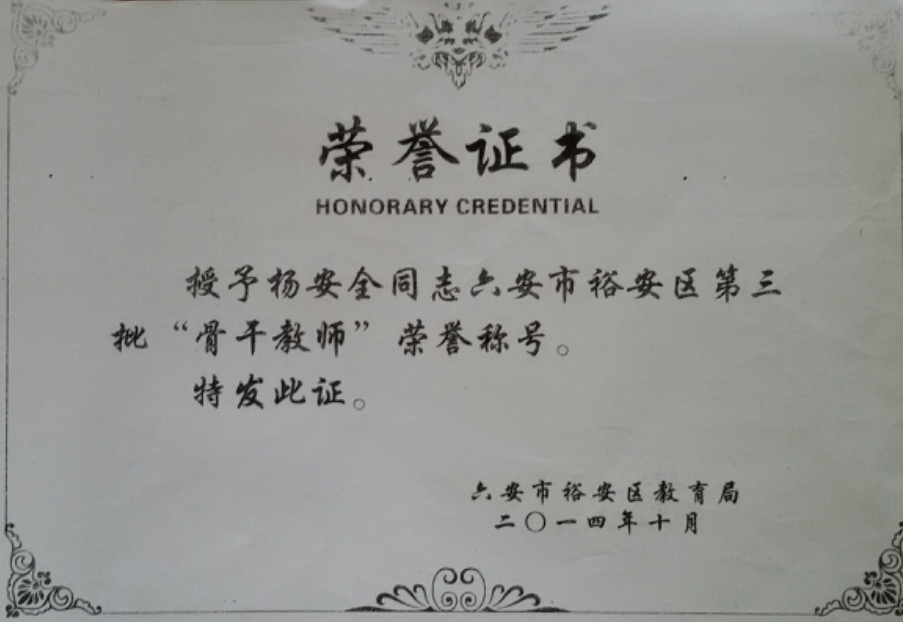 荣誉证书
HONORARY CREDENTIAL
授予杨安全同志六安市裕安区第三
批“骨干教师”荣誉称号。
特发此证。
六安市裕安区教育局
二〇一四年十月